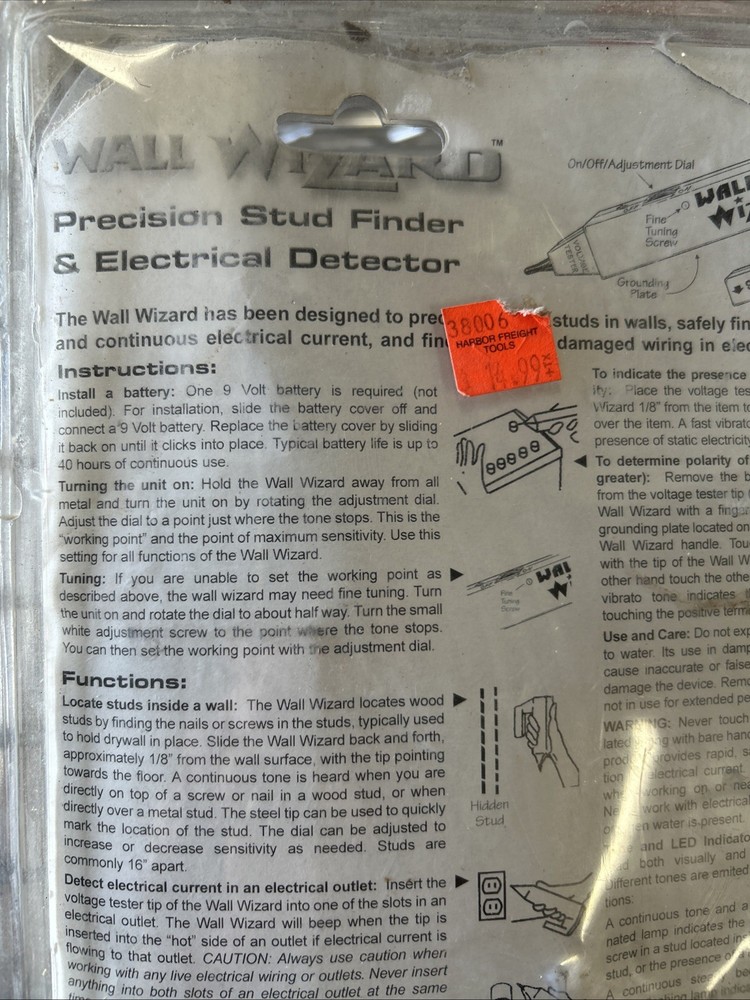 WALL WIZARD™
Precision Stud Finder
& Electrical Detector
On/Off/Adjustment Dial
WALL
Wiz
Fine
Tuning
Screw
VOLTAGE
TESTER
Grounding
Plate
The Wall Wizard has been designed to prec
studs in walls, safely fin
and continuous electrical current, and fin
damaged wiring in elec
38006
HARBOR FREIGHT
TOOLS
14.99
Instructions:
Install a battery: One 9 Volt battery is required (not
included). For installation, slide the battery cover off and
connect a 9 Volt battery. Replace the battery cover by sliding
it back on until it clicks into place. Typical battery life is up to
40 hours of continuous use.
Turning the unit on: Hold the Wall Wizard away from all
metal and turn the unit on by rotating the adjustment dial.
Adjust the dial to a point just where the tone stops. This is the
"working point" and the point of maximum sensitivity. Use this
setting for all functions of the Wall Wizard.
Tuning: If you are unable to set the working point as
described above, the wall wizard may need fine tuning. Turn
the unit on and rotate the dial to about half way. Turn the small
white adjustment screw to the point where the tone stops.
You can then set the working point with the adjustment dial.
Fine
Tuning
Screw
WAL
Wi
Functions:
Locate studs inside a wall: The Wall Wizard locates wood
studs by finding the nails or screws in the studs, typically used
to hold drywall in place. Slide the Wall Wizard back and forth,
approximately 1/8" from the wall surface, with the tip pointing
towards the floor. A continuous tone is heard when you are
directly on top of a screw or nail in a wood stud, or when
directly over a metal stud. The steel tip can be used to quickly
mark the location of the stud. The dial can be adjusted to
increase or decrease sensitivity as needed. Studs are
commonly 16" apart.
Hidden
Stud
Detect electrical current in an electrical outlet: Insert the
voltage tester tip of the Wall Wizard into one of the slots in an
electrical outlet. The Wall Wizard will beep when the tip is
inserted into the "hot" side of an outlet if electrical current is
flowing to that outlet. CAUTION: Always use caution when
working with any live electrical wiring or outlets. Never insert
anything into both slots of an electrical outlet at the same
To indicate the presence
ity: Place the voltage tes
Wizard 1/8" from the item to
over the item. A fast vibrato
presence of static electricity
To determine polarity of
greater): Remove the b
from the voltage tester tip
Wall Wizard with a finger
grounding plate located on
Wall Wizard handle. Tou
with the tip of the Wall W
other hand touch the othe
vibrato tone indicates t
touching the positive term
Use and Care: Do not exp
to water. Its use in damp
cause inaccurate or false
damage the device. Remo
not in use for extended pe
WARNING: Never touch
with bare hand
provides rapid, s
electrical current
working on or nea
work with electrical
when water is present.
and LED Indicato
both visually and
Different tones are emited
tions:
A continuous tone and a
nated lamp indicates the
screw in a stud located in
stud, or the presence of
A continuous